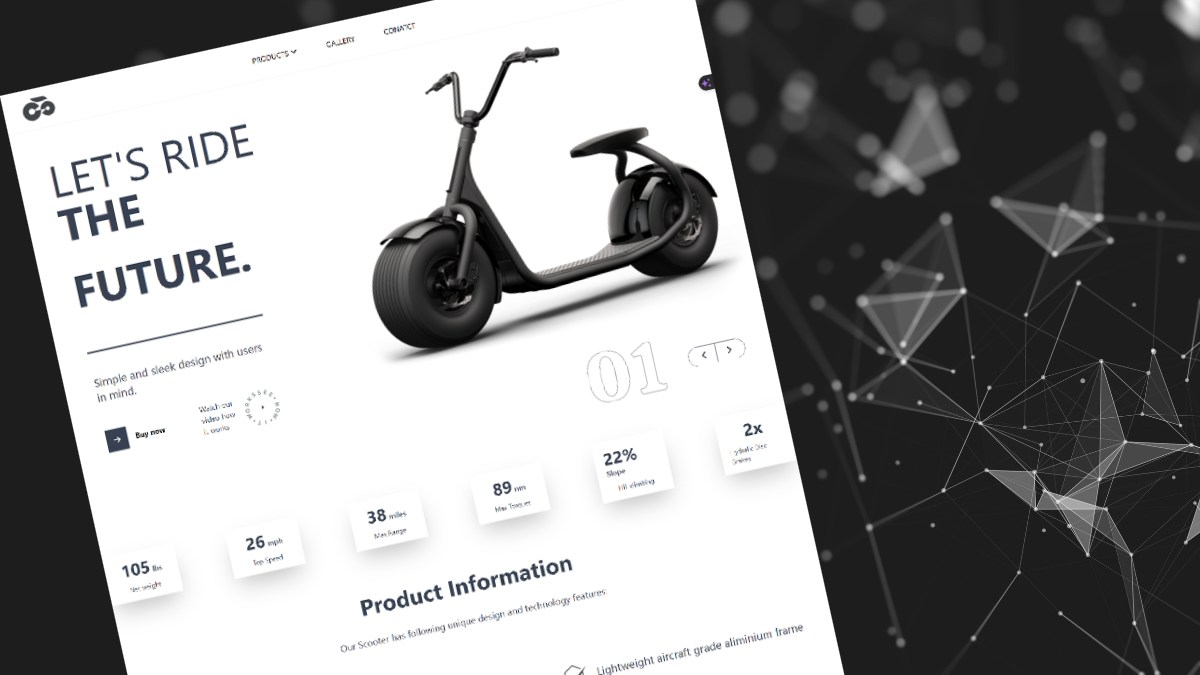 PRODUCTS
GALLERY
CONATCT
LET'S RIDE
THE
FUTURE.
Simple and sleek design with users
in mind.
Buy now
Watch our
video how
it works
01
105 lbs
Net weight
26 mph
Top Speed
38 miles
Max Range
89 nm
Max Torques
22%
Slope
Hill climbing
2x
Hydralic Disc
Brakes
Product Information
Our Scooter has following unique design and technology features
Lightweight aircraft grade aliminium frame